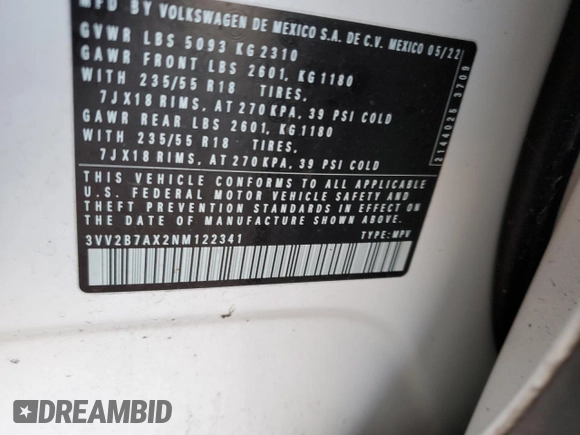 MFD BY VOLKSWAGEN DE MEXICO S.A. DE C.V. MEXICO 05/22
GVWR LBS 5093 KG 2310
GAWR FRONT LBS 2601, KG 1180
WITH 235/55 R18 TIRES,
7JX18 RIMS, AT 270 KPA, 39 PSI COLD
GAWR REAR LBS 2601, KG 1180
WITH 235/55 R18 TIRES,
7JX18 RIMS, AT 270 KPA, 39 PSI COLD
THIS VEHICLE CONFORMS TO ALL APPLICABLE
U.S. FEDERAL MOTOR VEHICLE SAFETY AND
THEFT PREVENTION STANDARDS IN EFFECT ON
THE DATE OF MANUFACTURE SHOWN ABOVE.
3VV2B7AX2NM122341 TYPE: MPV
2144025 3709
DREAMBID